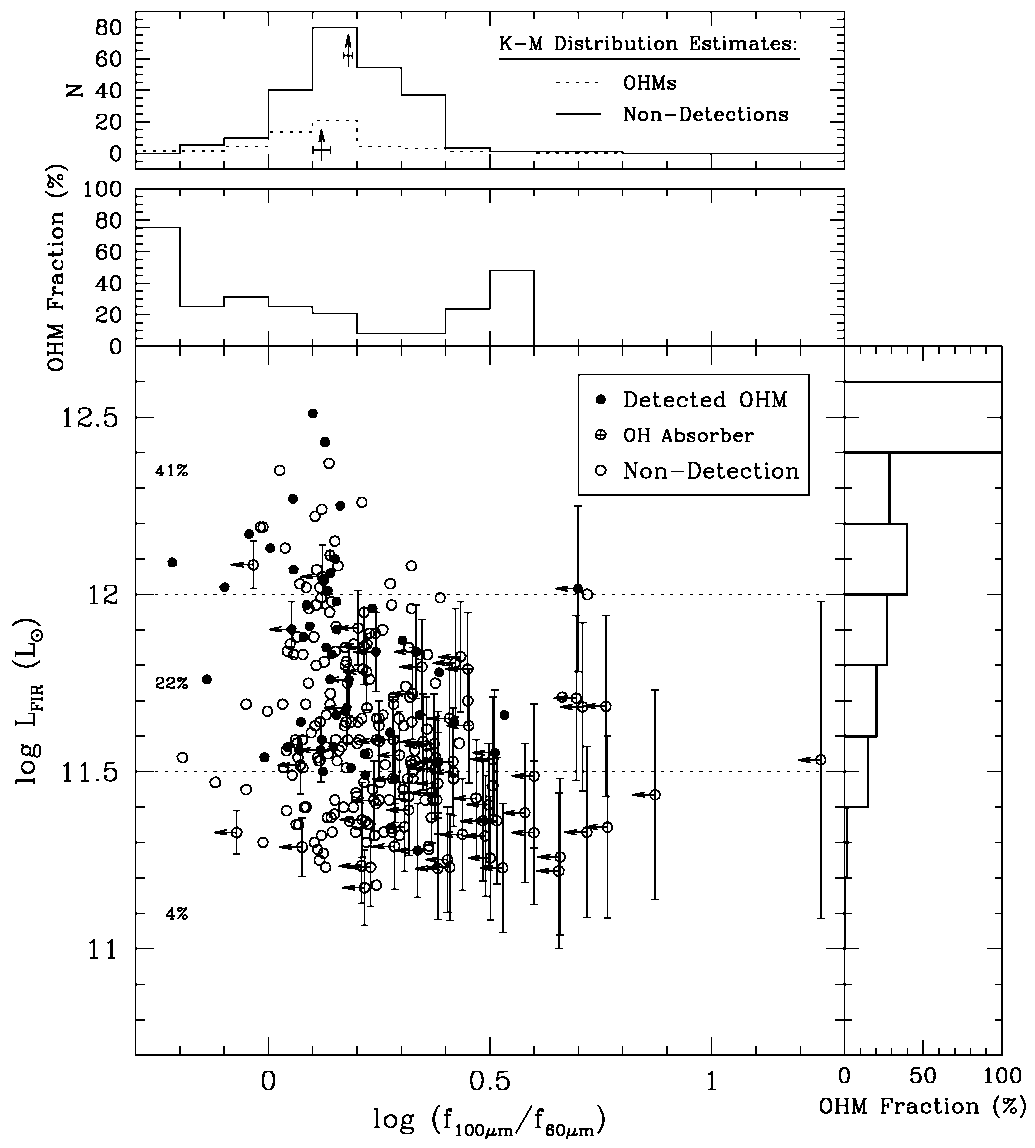 80
60
40
20
0
N
K-M Distribution Estimates:
OHMs
Non-Detections
100
80
60
40
20
0
OHM Fraction (%)
12.5
12
11.5
11
log L_FIR (L_⊙)
41%
22%
4%
Detected OHM
OH Absorber
Non-Detection
0
0.5
1
log (f_100μm/f_60μm)
0
50
100
OHM Fraction (%)